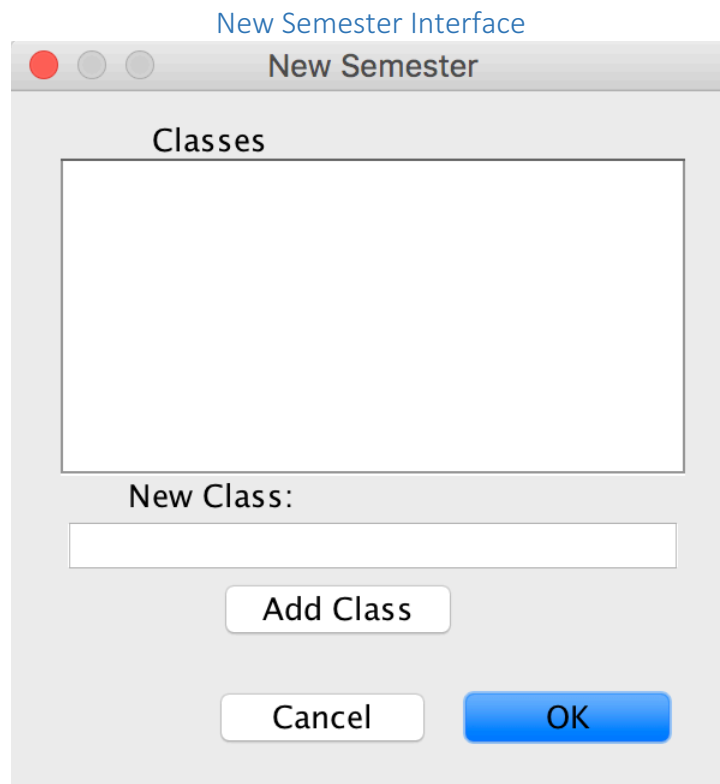 New Semester Interface
New Semester
Classes
New Class:
Add Class
Cancel OK